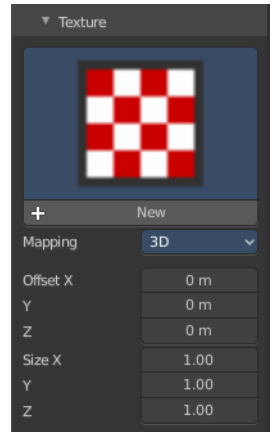 Texture
New
Mapping 3D
Offset X 0 m
Y 0 m
Z 0 m
Size X 1.00
Y 1.00
Z 1.00